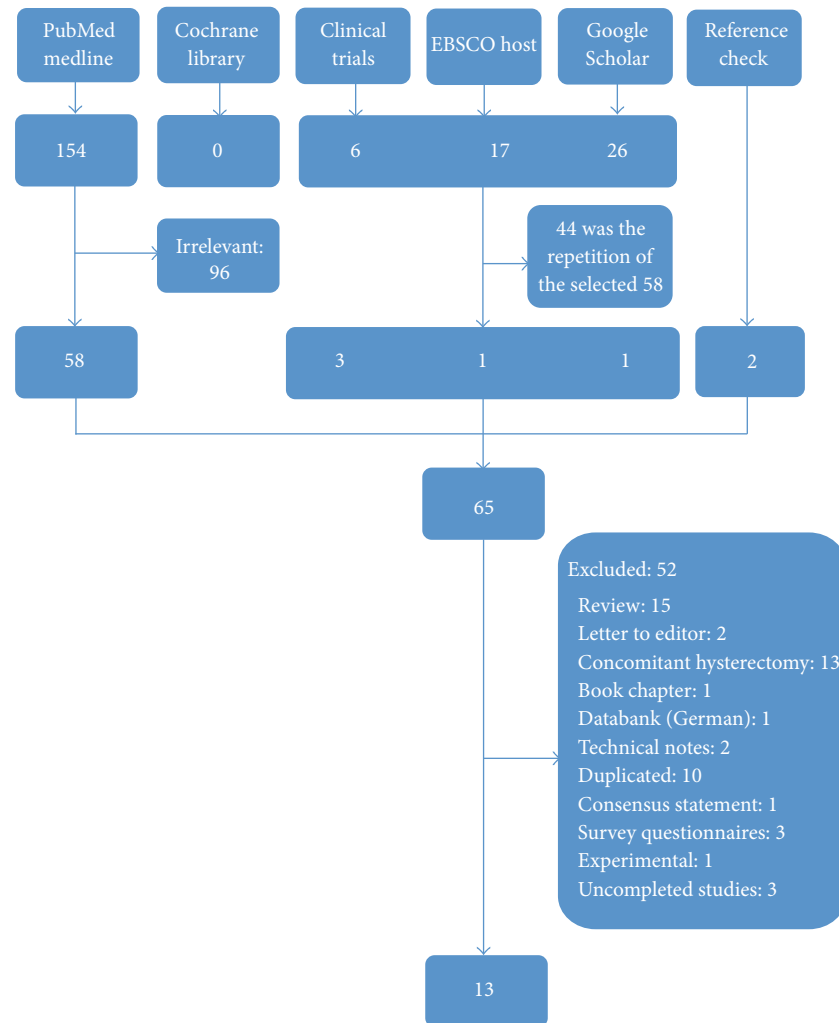 PubMed
medline
Cochrane
library
Clinical
trials
EBSCO host
Google
Scholar
Reference
check
154
0
6
17
26
Irrelevant:
96
44 was the
repetition of
the selected 58
58
3
1
1
2
65
Excluded: 52
Review: 15
Letter to editor: 2
Concomitant hysterectomy: 13
Book chapter: 1
Databank (German): 1
Technical notes: 2
Duplicated: 10
Consensus statement: 1
Survey questionnaires: 3
Experimental: 1
Uncompleted studies: 3
13